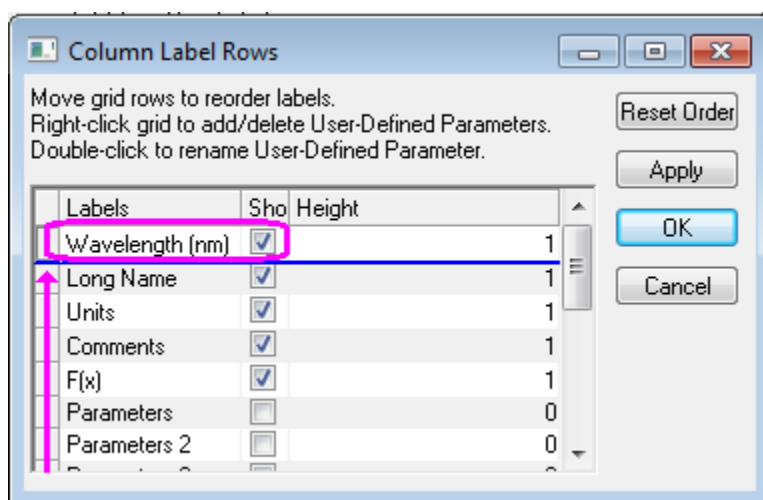 Column Label Rows
Move grid rows to reorder labels.
Right-click grid to add/delete User-Defined Parameters.
Double-click to rename User-Defined Parameter.
Reset Order
Apply
OK
Cancel
Labels Sho Height
Wavelength (nm) 1
Long Name 1
Units 1
Comments 1
F(x) 1
Parameters 0
Parameters 2 0